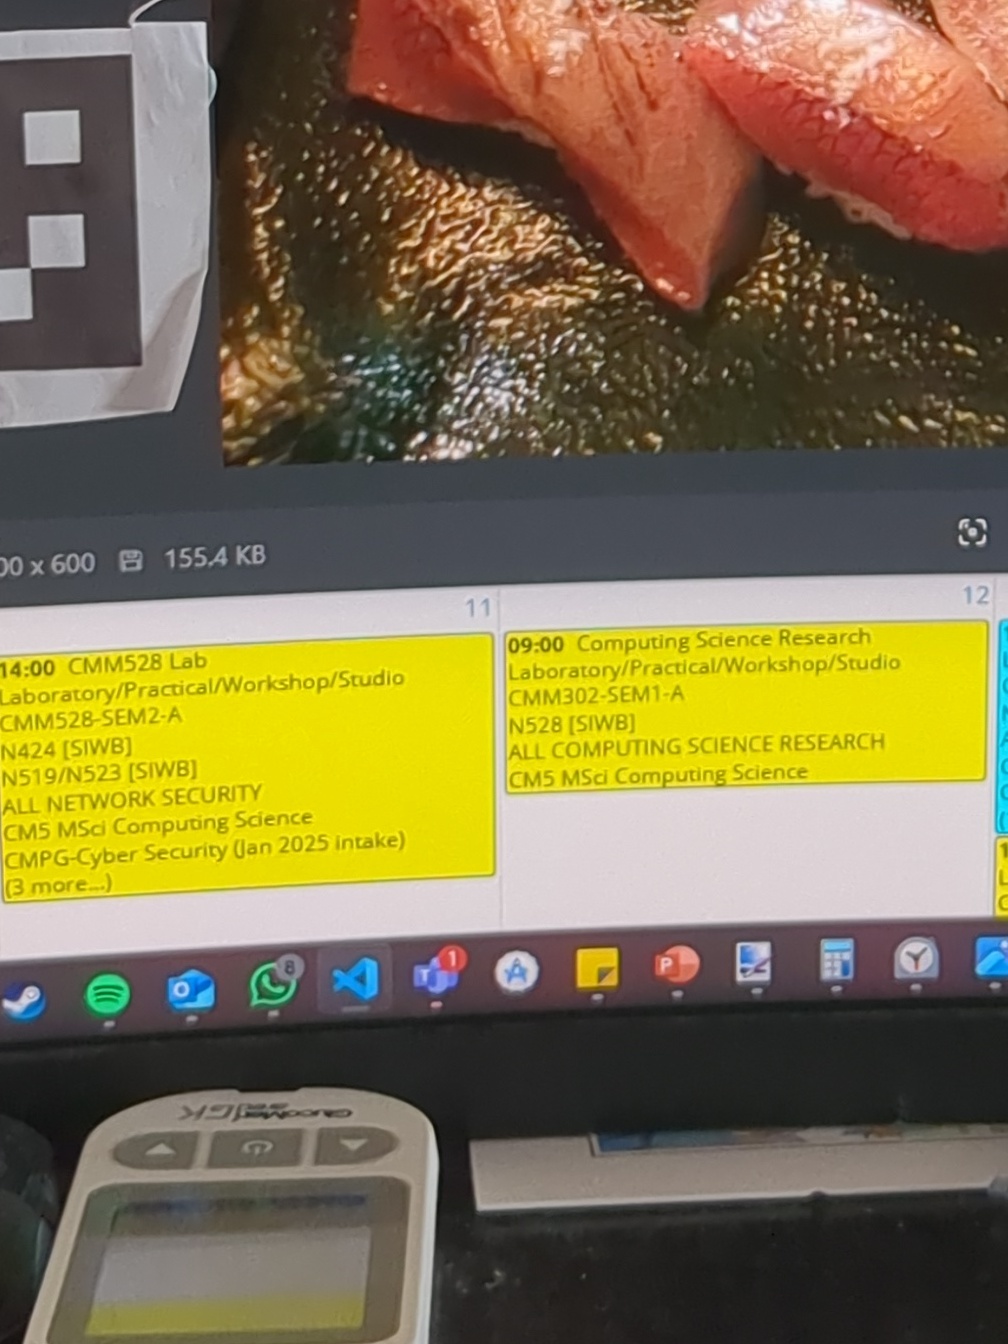 00 x 600 155.4 KB
11
14:00 CMM528 Lab
Laboratory/Practical/Workshop/Studio
CMM528-SEM2-A
N424 [SIWB]
N519/N523 [SIWB]
ALL NETWORK SECURITY
CM5 MSci Computing Science
CMPG-Cyber Security (Jan 2025 intake)
(3 more...)
12
09:00 Computing Science Research
Laboratory/Practical/Workshop/Studio
CMM302-SEM1-A
N528 [SIWB]
ALL COMPUTING SCIENCE RESEARCH
CM5 MSci Computing Science
8
1
GK